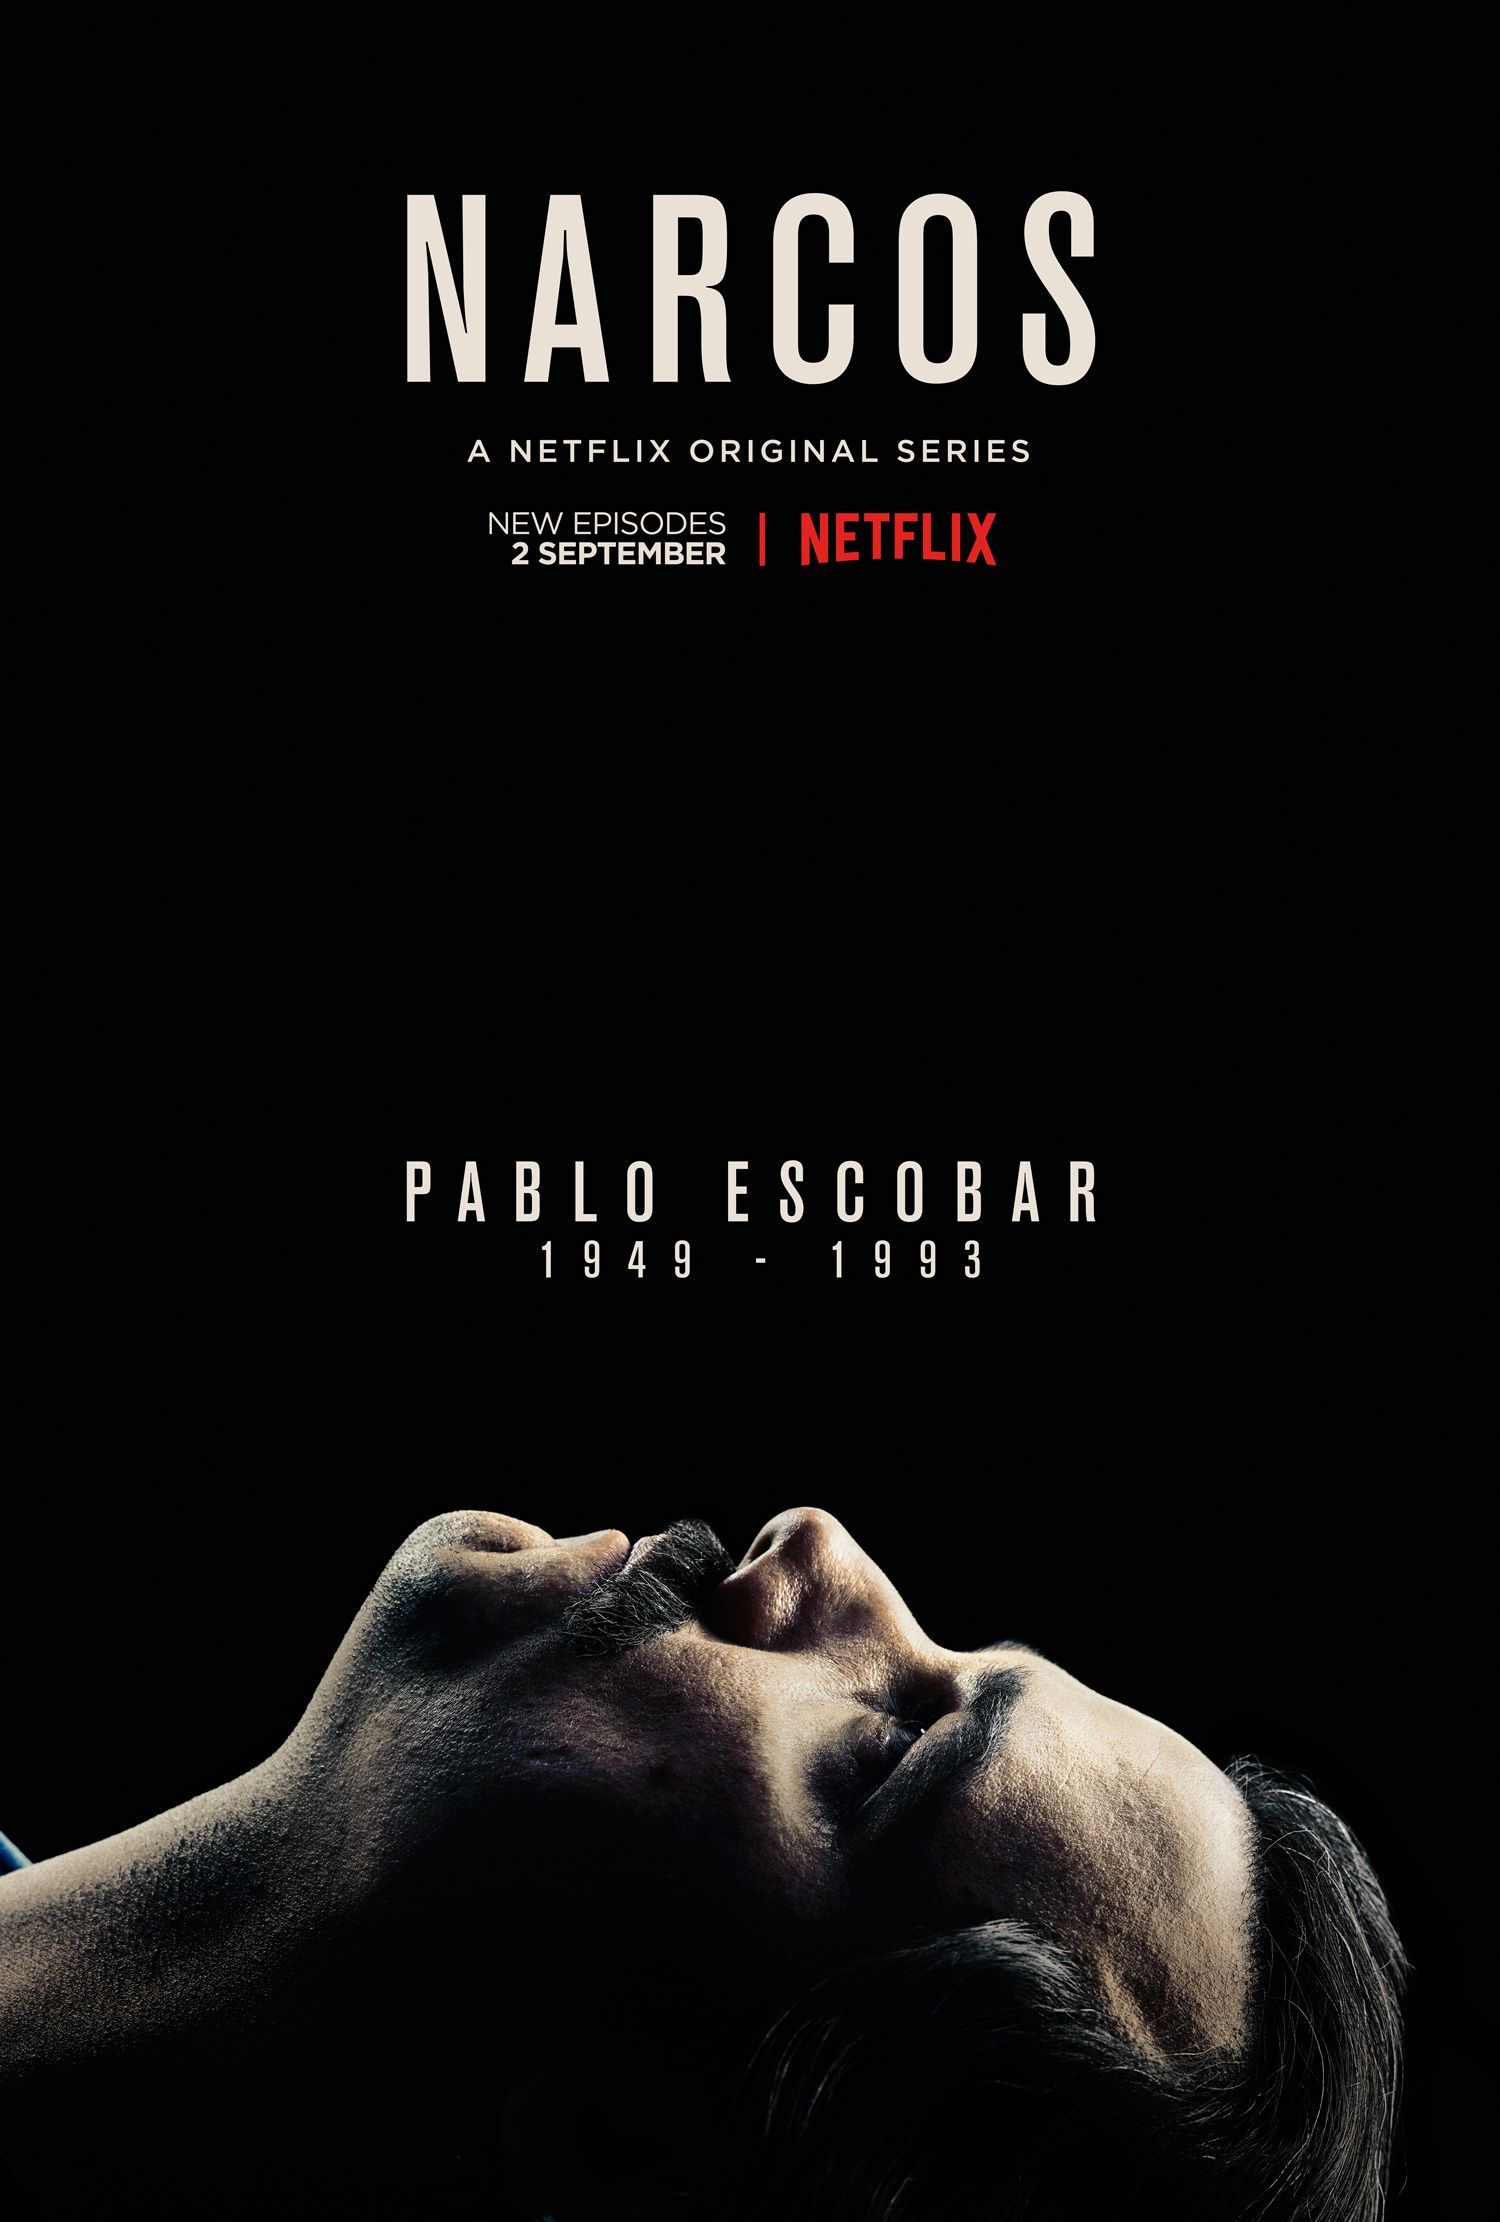 NARCOS
A NETFLIX ORIGINAL SERIES
NEW EPISODES
2 SEPTEMBER | NETFLIX
PABLO ESCOBAR
1949 - 1993